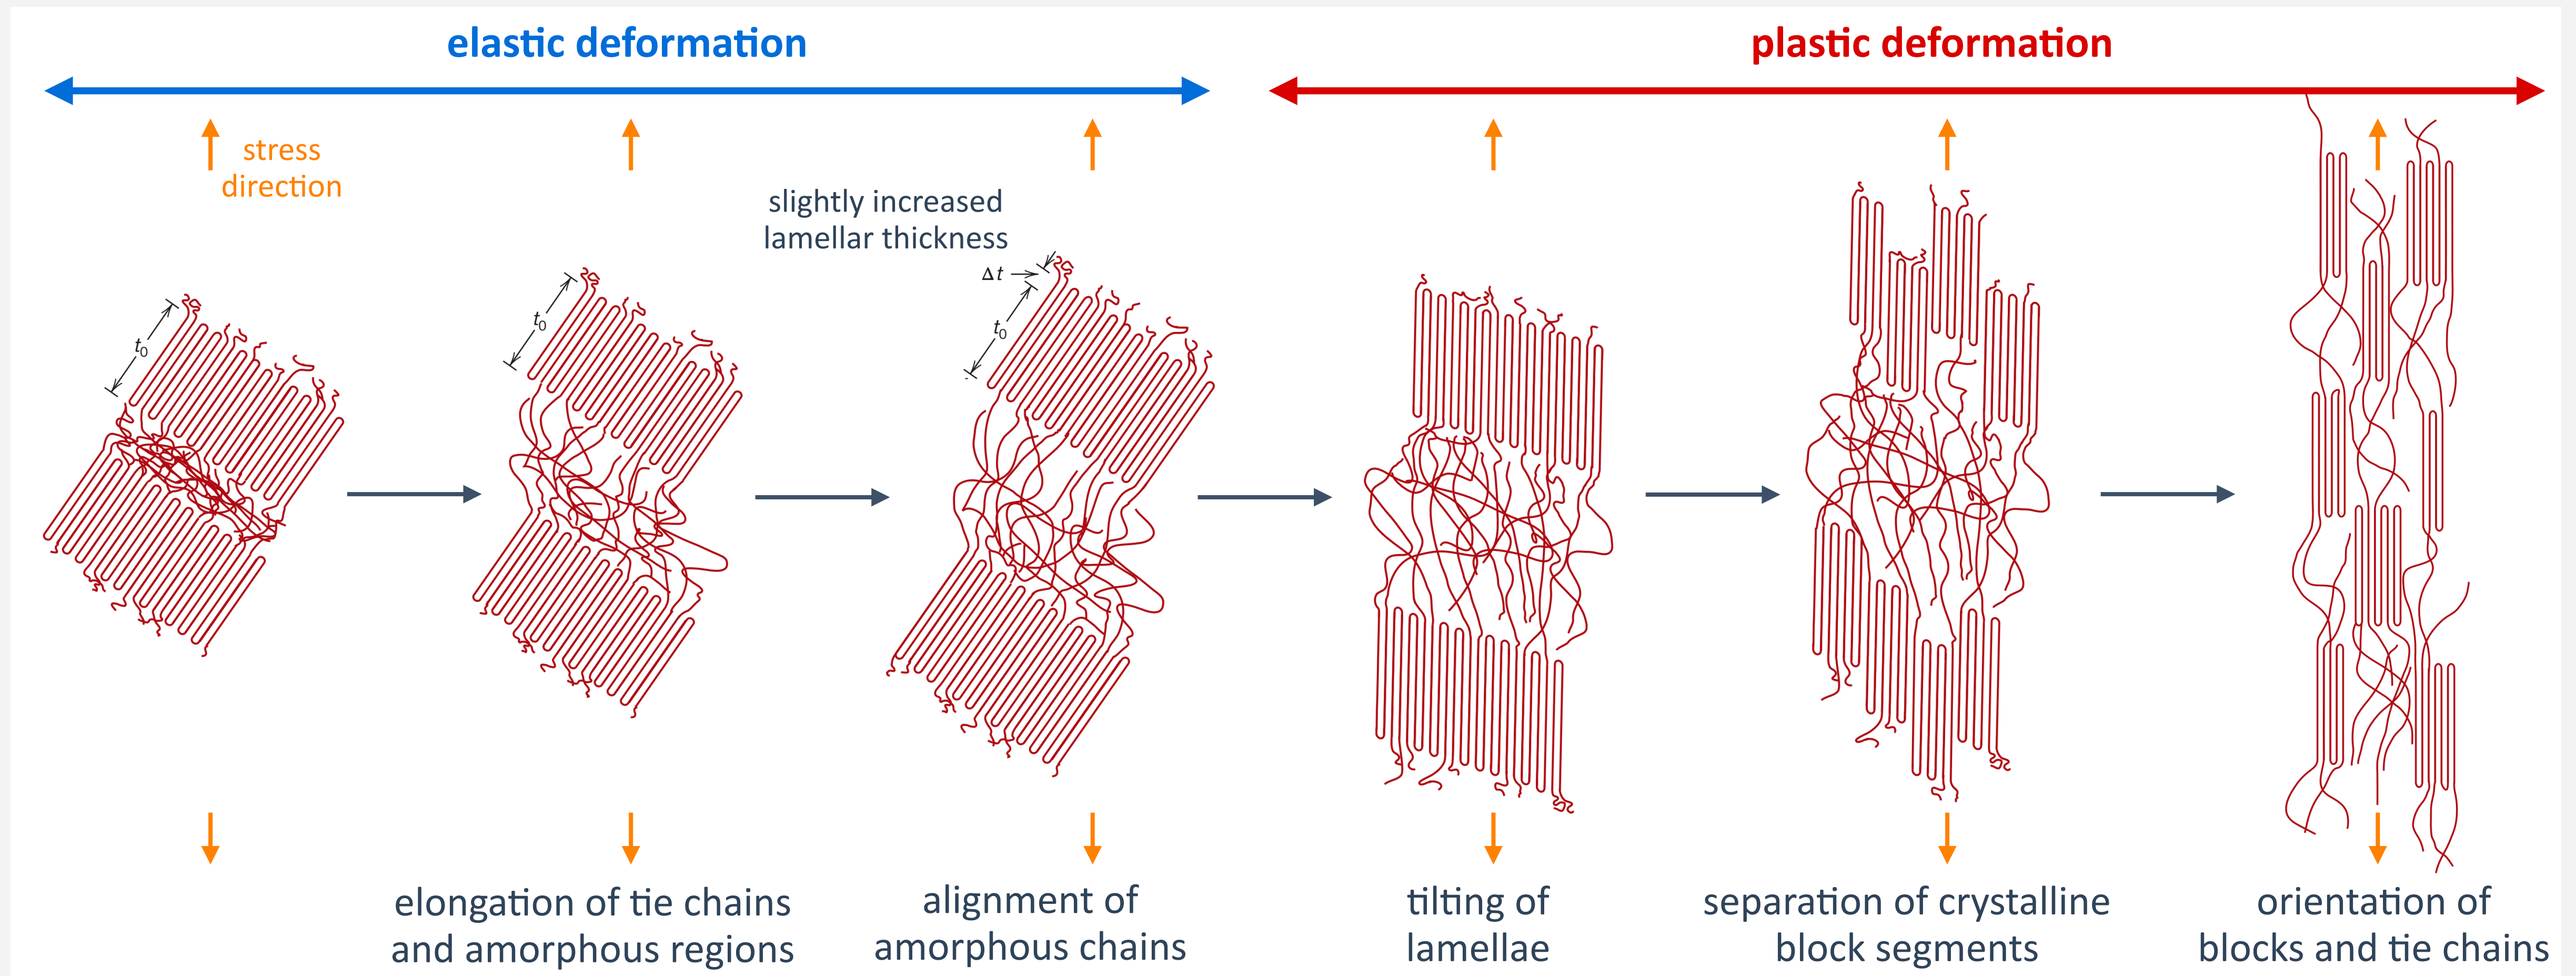 elastic deformation
plastic deformation
stress
direction
slightly increased
lamellar thickness
Δt
t0
t0
t0
elongation of tie chains
and amorphous regions
alignment of
amorphous chains
tilting of
lamellae
separation of crystalline
block segments
orientation of
blocks and tie chains